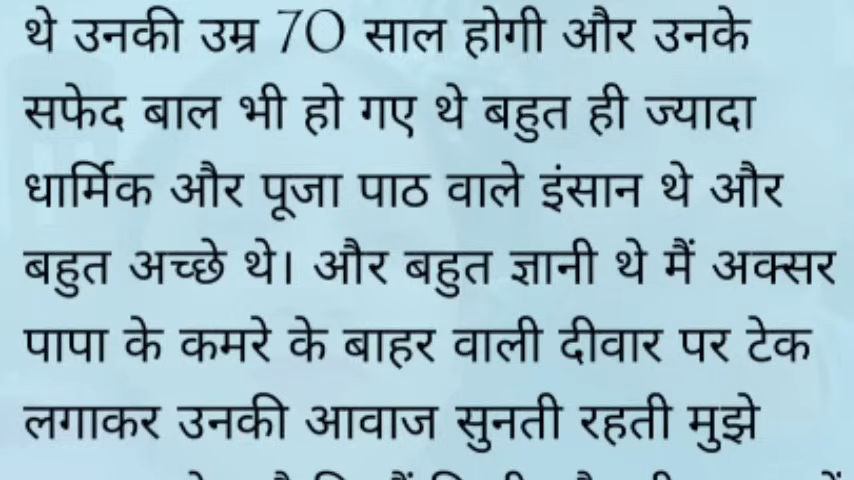 थे उनकी उम्र 70 साल होगी और उनके
सफेद बाल भी हो गए थे बहुत ही ज्यादा
धार्मिक और पूजा पाठ वाले इंसान थे और
बहुत अच्छे थे। और बहुत ज्ञानी थे मैं अक्सर
पापा के कमरे के बाहर वाली दीवार पर टेक
लगाकर उनकी आवाज सुनती रहती मुझे